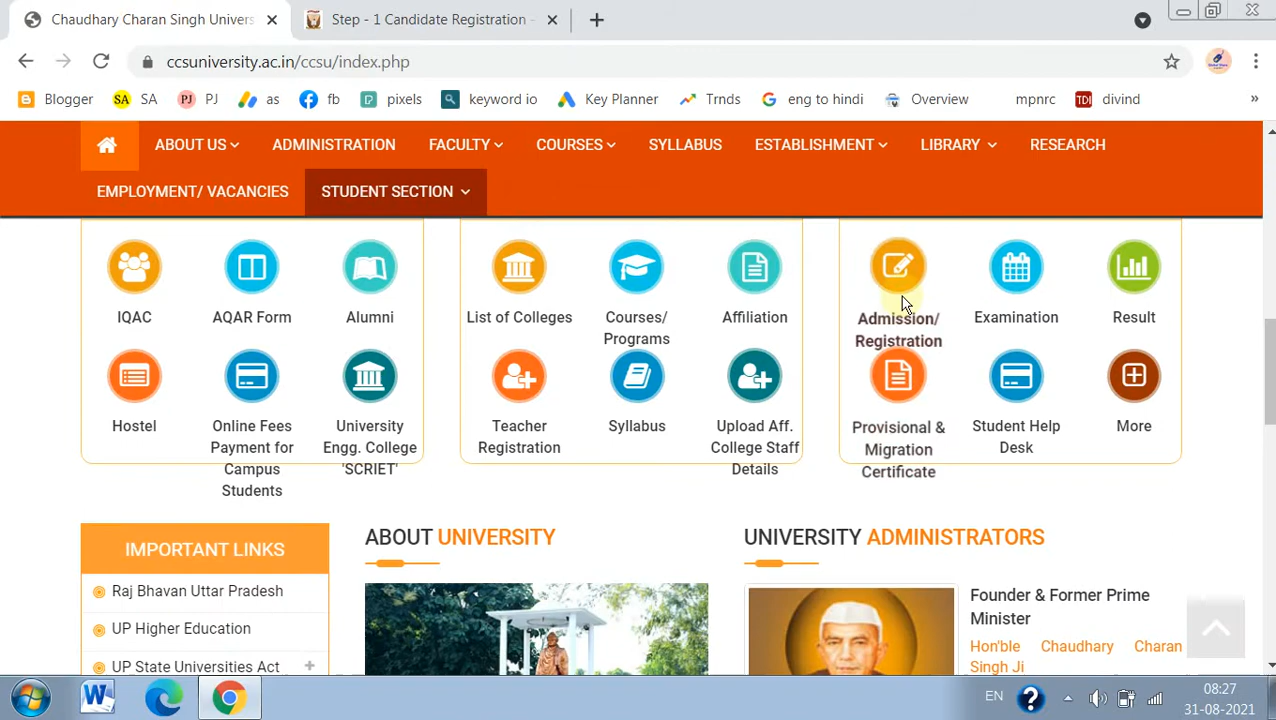 Chaudhary Charan Singh Univers
Step - 1 Candidate Registration -
ccsuniversity.ac.in/ccsu/index.php
Blogger SA SA PJ PJ as fb pixels keyword io Key Planner Trnds eng to hindi Overview mpnrc TDI divind »
ABOUT US ADMINISTRATION FACULTY COURSES SYLLABUS ESTABLISHMENT LIBRARY RESEARCH
EMPLOYMENT/ VACANCIES STUDENT SECTION
IQAC AQAR Form Alumni
Hostel Online Fees Payment for Campus Students University Engg. College 'SCRIET'
List of Colleges Courses/ Programs Affiliation
Teacher Registration Syllabus Upload Aff. College Staff Details
Admission/ Registration Examination Result
Provisional & Migration Certificate Student Help Desk More
IMPORTANT LINKS
Raj Bhavan Uttar Pradesh
UP Higher Education
UP State Universities Act
ABOUT UNIVERSITY
UNIVERSITY ADMINISTRATORS
Founder & Former Prime
Minister
Hon'ble Chaudhary Charan
Singh Ji
EN
08:27
31-08-2021